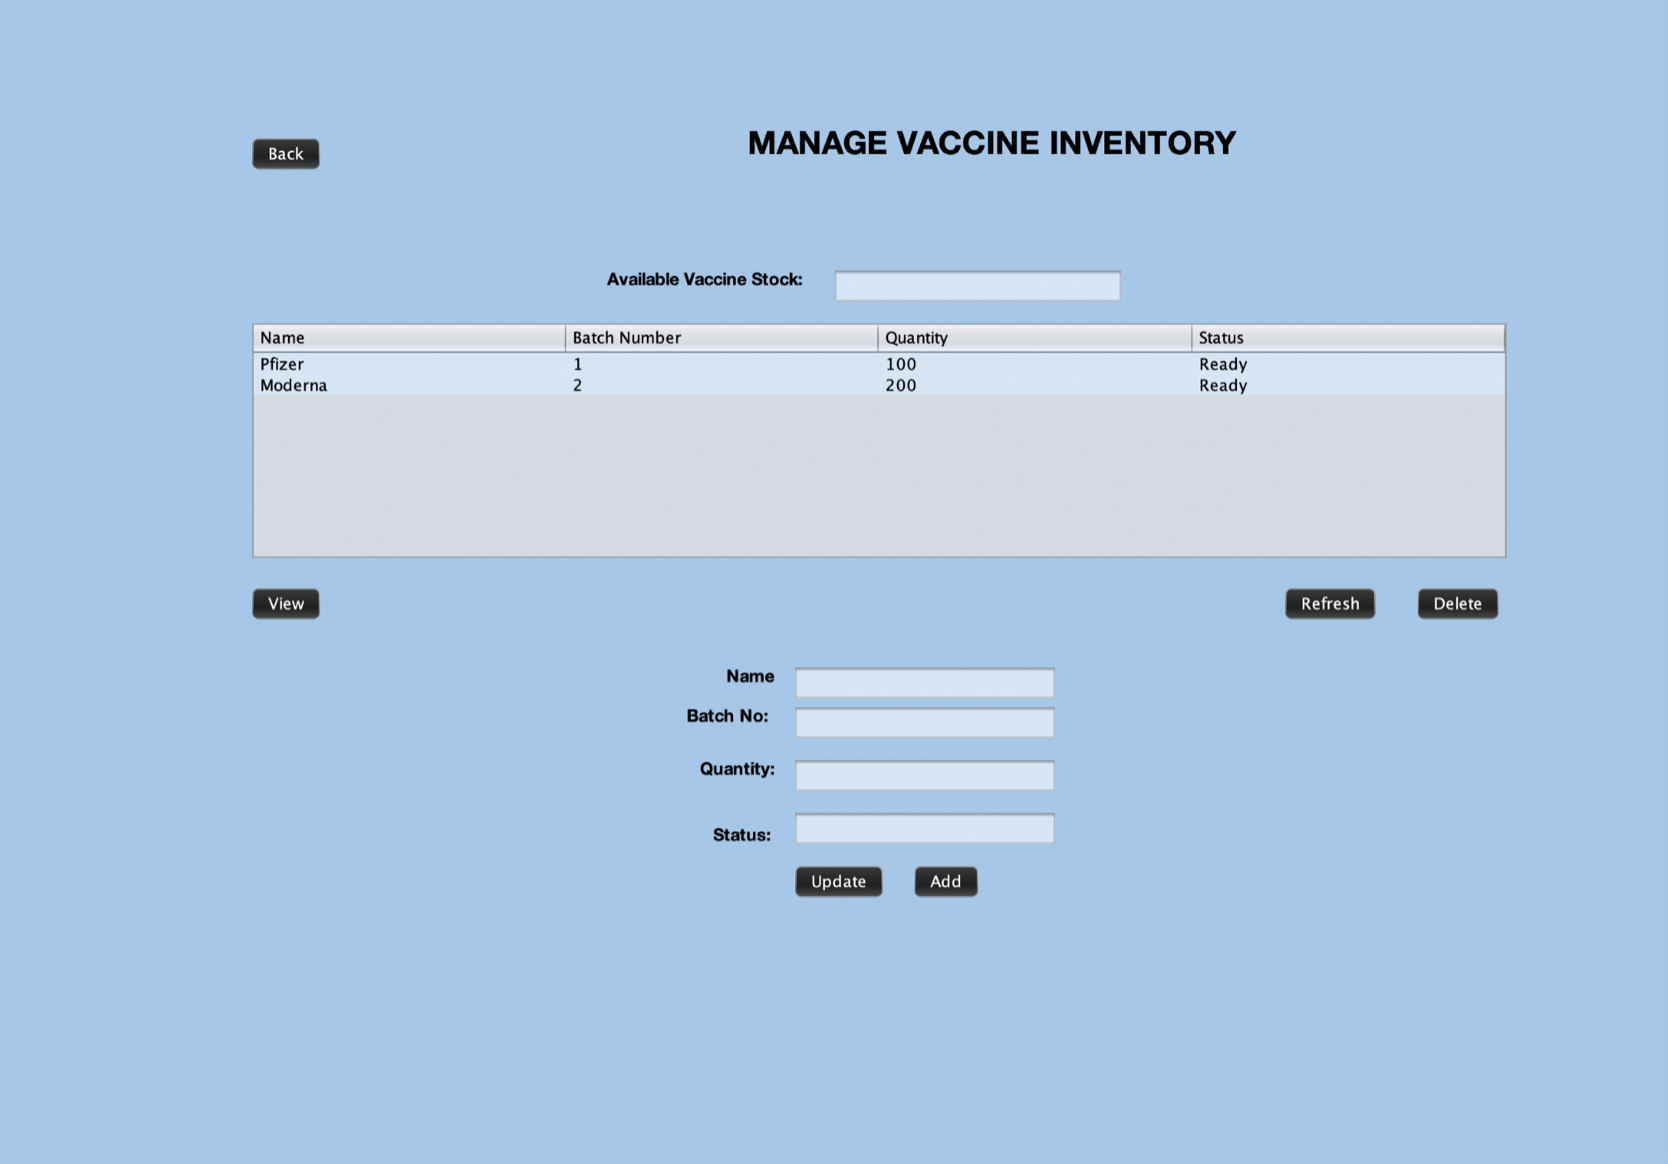 Back
MANAGE VACCINE INVENTORY
Available Vaccine Stock:
Name Batch Number Quantity Status
Pfizer 1 100 Ready
Moderna 2 200 Ready
View Refresh Delete
Name
Batch No:
Quantity:
Status:
Update Add